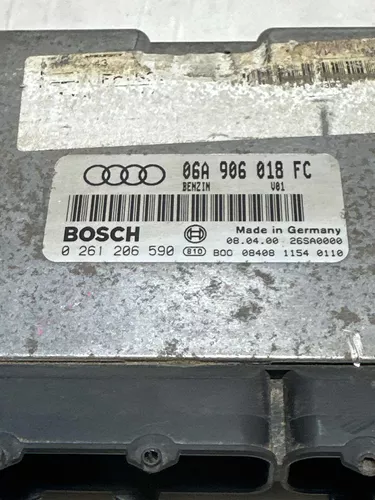 06A 906 018 FC
BENZIN V01
BOSCH Made in Germany
08.04.00 26SA0000
0 261 206 590 E10 B00 08408 1154 0110